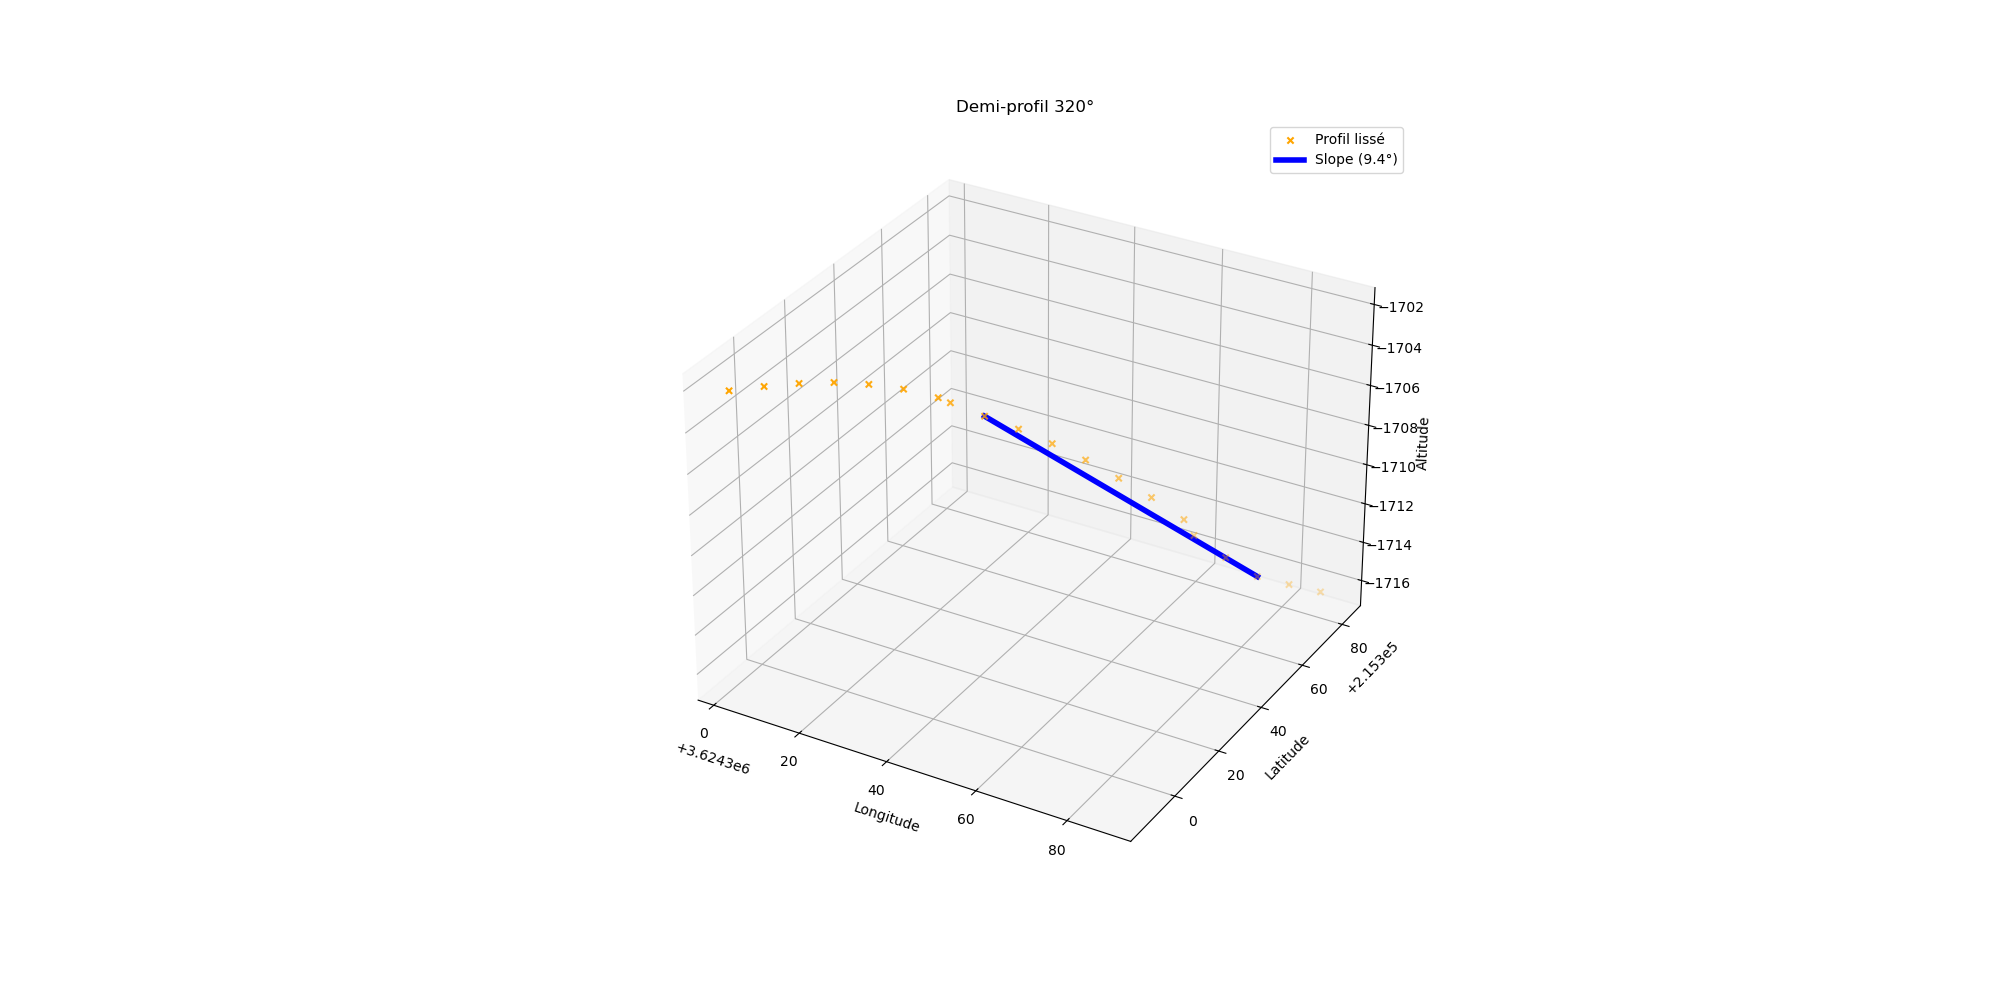 Demi-profil 320°
Profil lissé
Slope (9.4°)
−1702
−1704
−1706
−1708
−1710
−1712
−1714
−1716
Altitude
80
60
40
20
0
+2.153e5
Latitude
0
20
40
60
80
+3.6243e6
Longitude